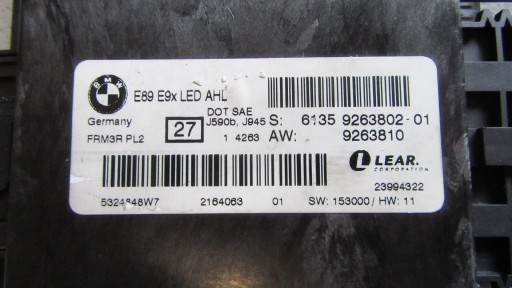 BMW
E89 E9x LED AHL
DOT SAE
Germany 27 J590b, J945 S: 6135 9263802-01
FRM3R PL2 1 4263 AW: 9263810
LEAR.
CORPORATION
23994322
5324848W7 2164063 01 SW: 153000 / HW: 11